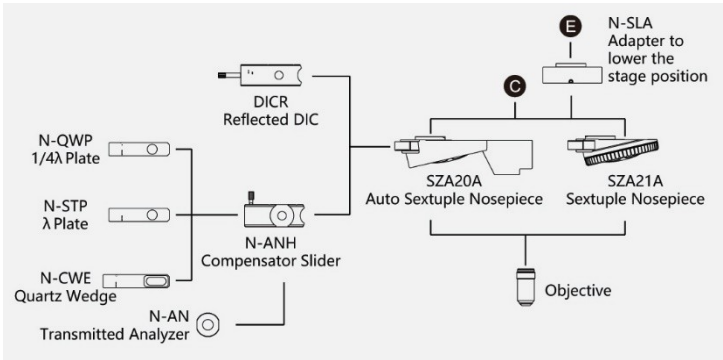 E
N-SLA
Adapter to
lower the
stage position
C
DICR
Reflected DIC
N-QWP
1/4λ Plate
SZA20A
Auto Sextuple Nosepiece
SZA21A
Sextuple Nosepiece
N-STP
λ Plate
N-ANH
Compensator Slider
N-CWE
Quartz Wedge
Objective
N-AN
Transmitted Analyzer